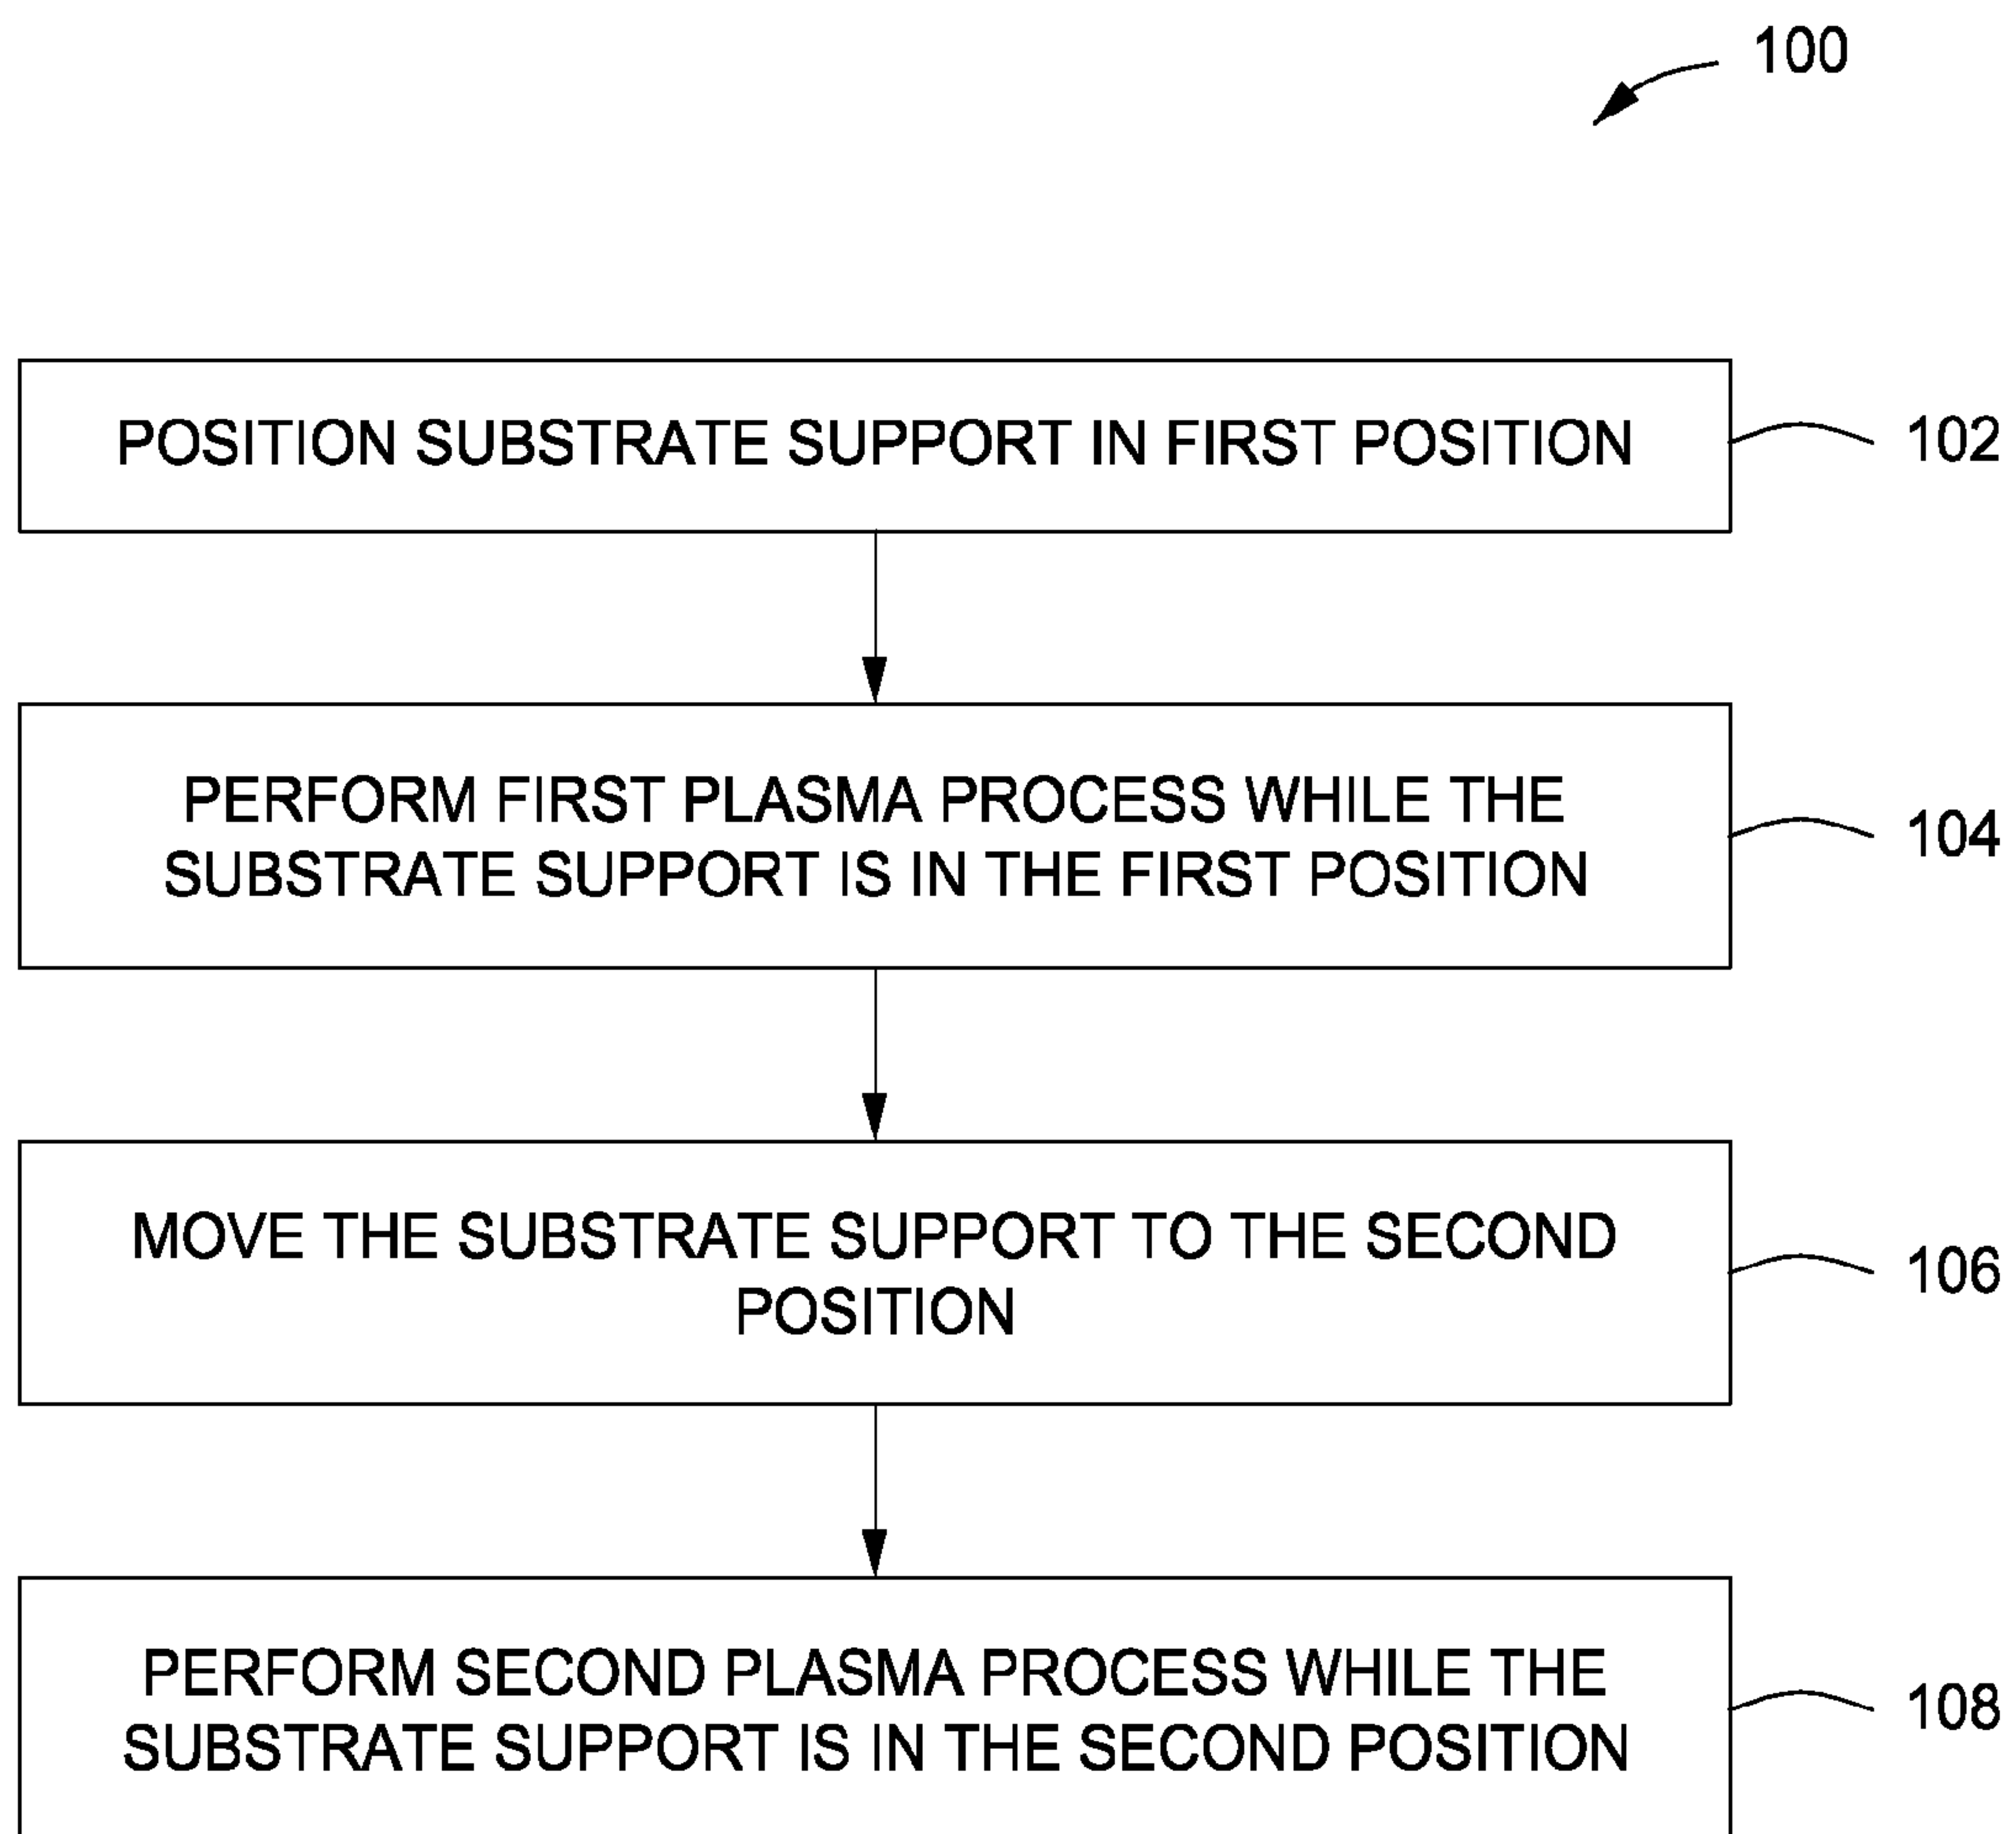 100
POSITION SUBSTRATE SUPPORT IN FIRST POSITION
102
PERFORM FIRST PLASMA PROCESS WHILE THE
SUBSTRATE SUPPORT IS IN THE FIRST POSITION
104
MOVE THE SUBSTRATE SUPPORT TO THE SECOND
POSITION
106
PERFORM SECOND PLASMA PROCESS WHILE THE
SUBSTRATE SUPPORT IS IN THE SECOND POSITION
108